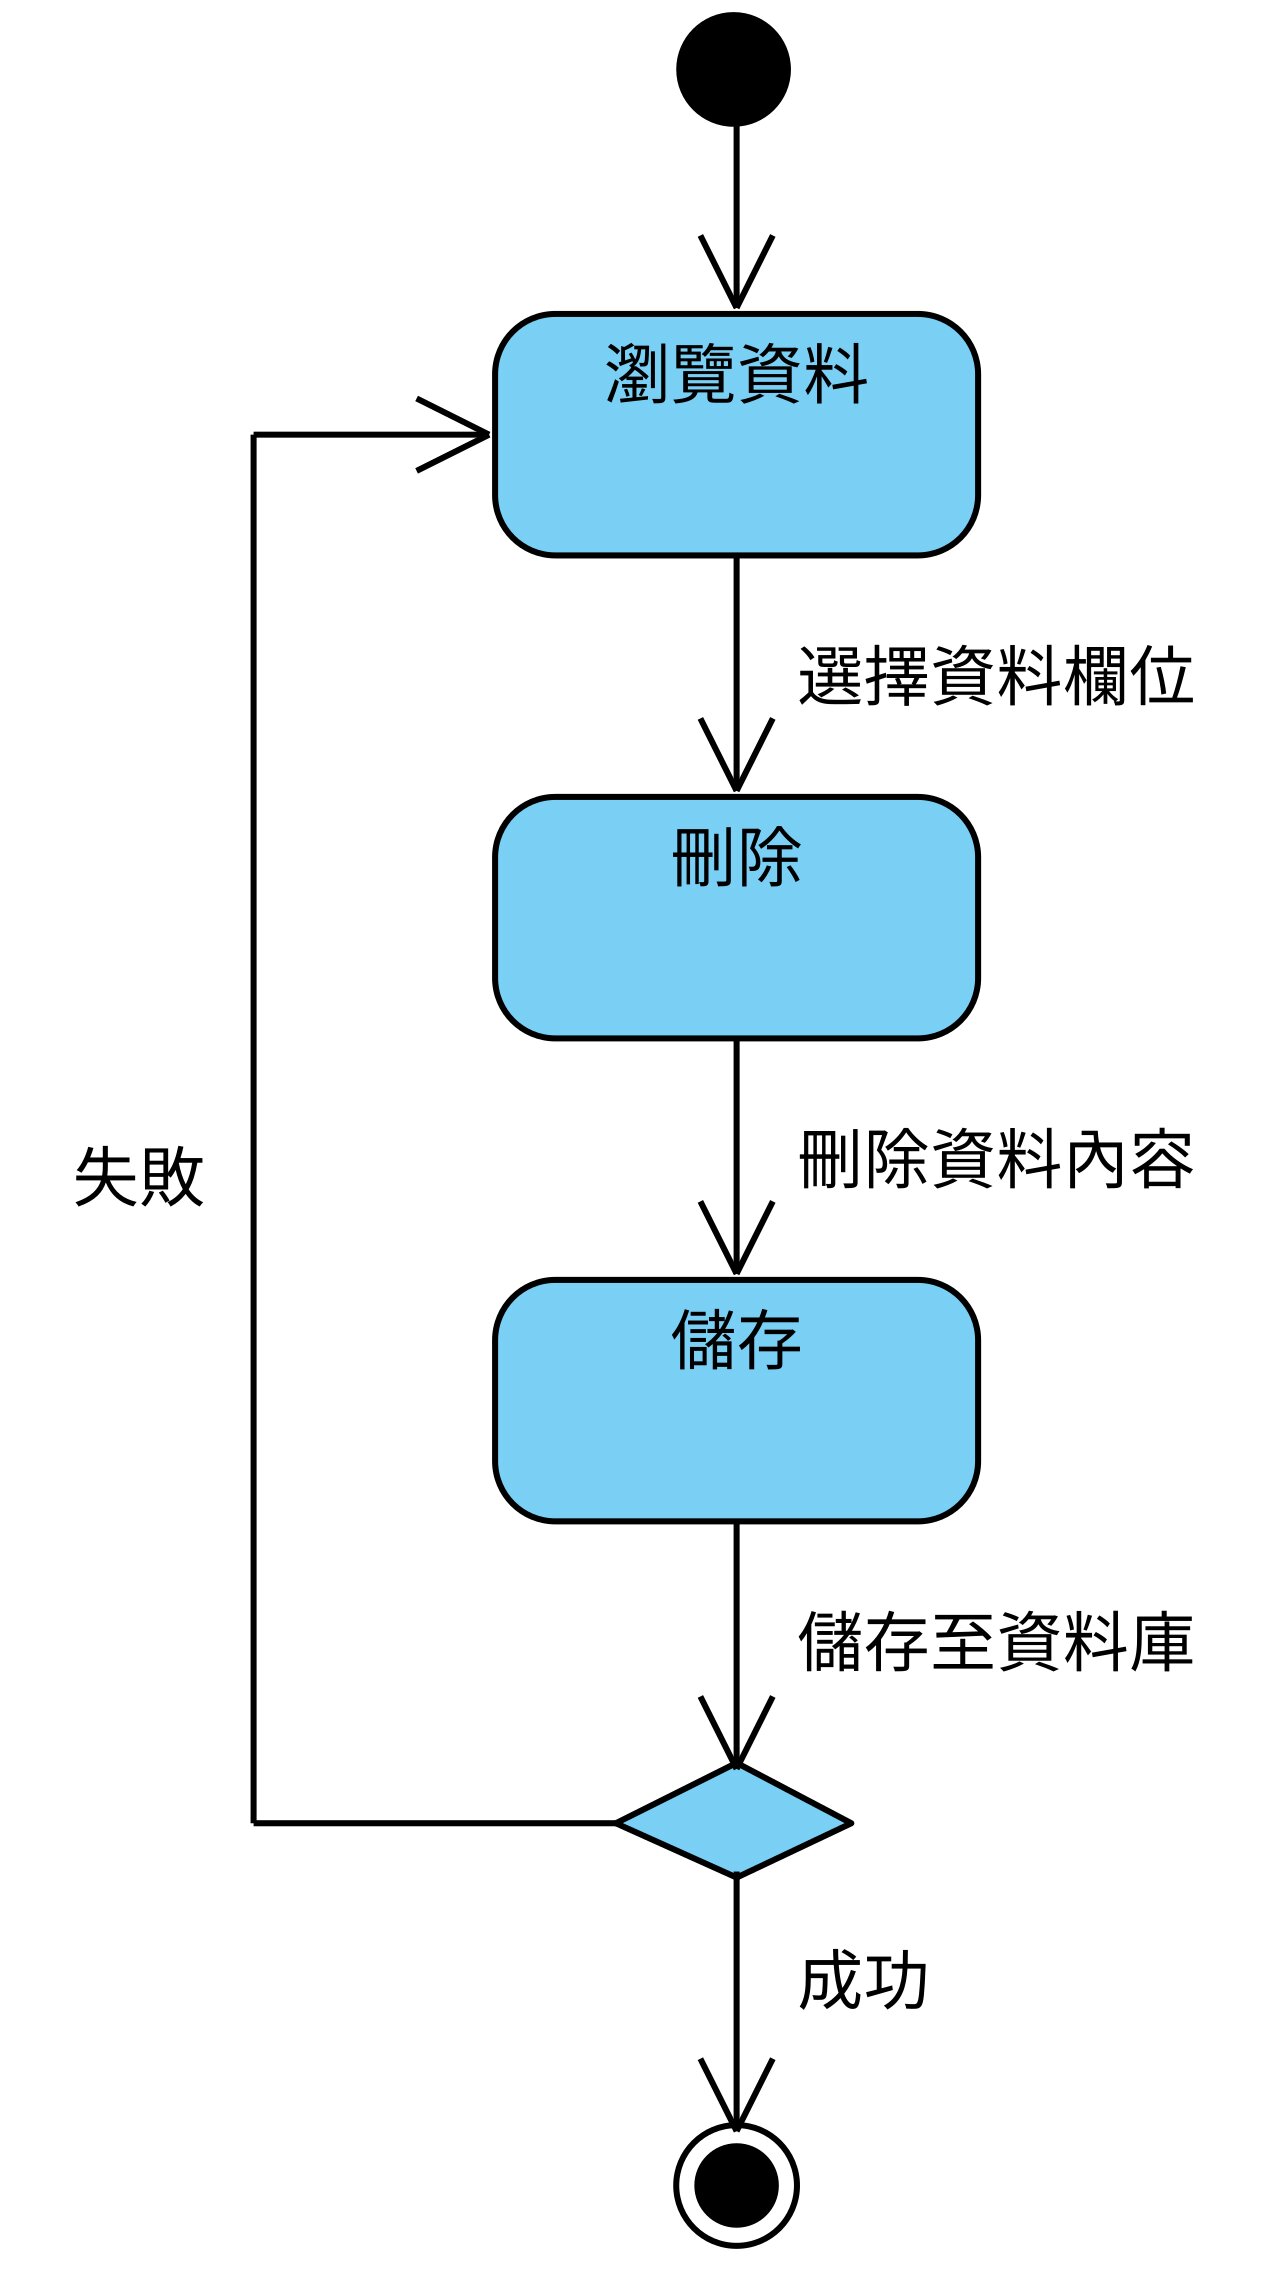 瀏覽資料
選擇資料欄位
刪除
刪除資料內容
失敗
儲存
儲存至資料庫
成功